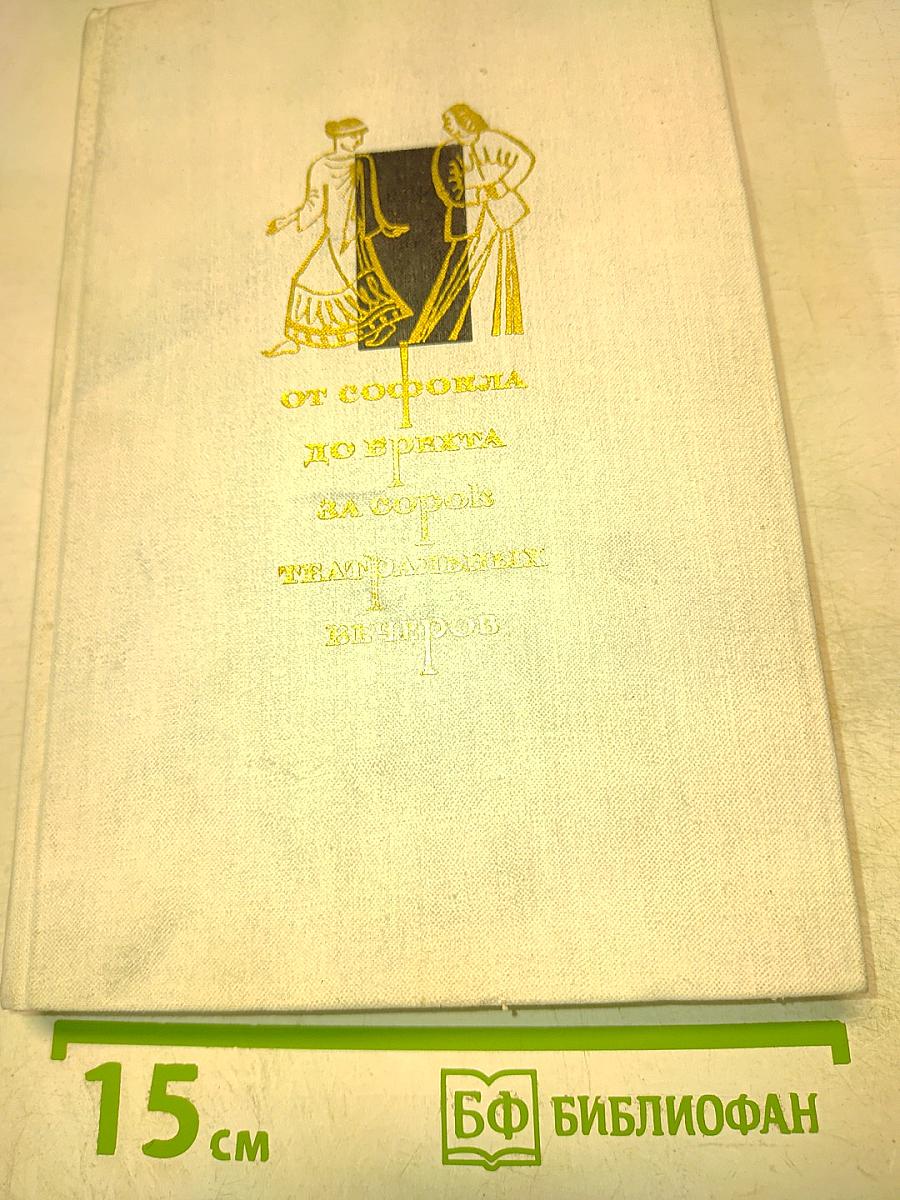 ОТ СОФОКЛА
ДО БРЕХТА
ЗА СОРОК
ТЕАТРАЛЬНЫХ
ВЕЧЕРОВ
15 см
БФ БИБЛИОФАН